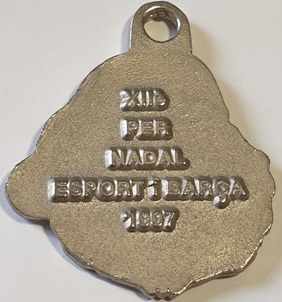 XIIè
PER
NADAL
ESPORT i BARÇA
1997